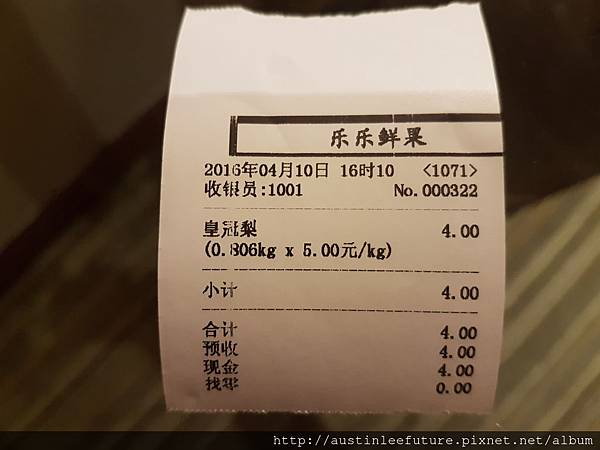 乐乐鲜果
2016年04月10日 16时10 <1071>
收银员:1001 No.000322
皇冠梨 4.00
(0.806kg x 5.00元/kg)
小计 4.00
合计 4.00
预收 4.00
现金 4.00
找零 0.00
http://austinleefuture.pixnet.net/album